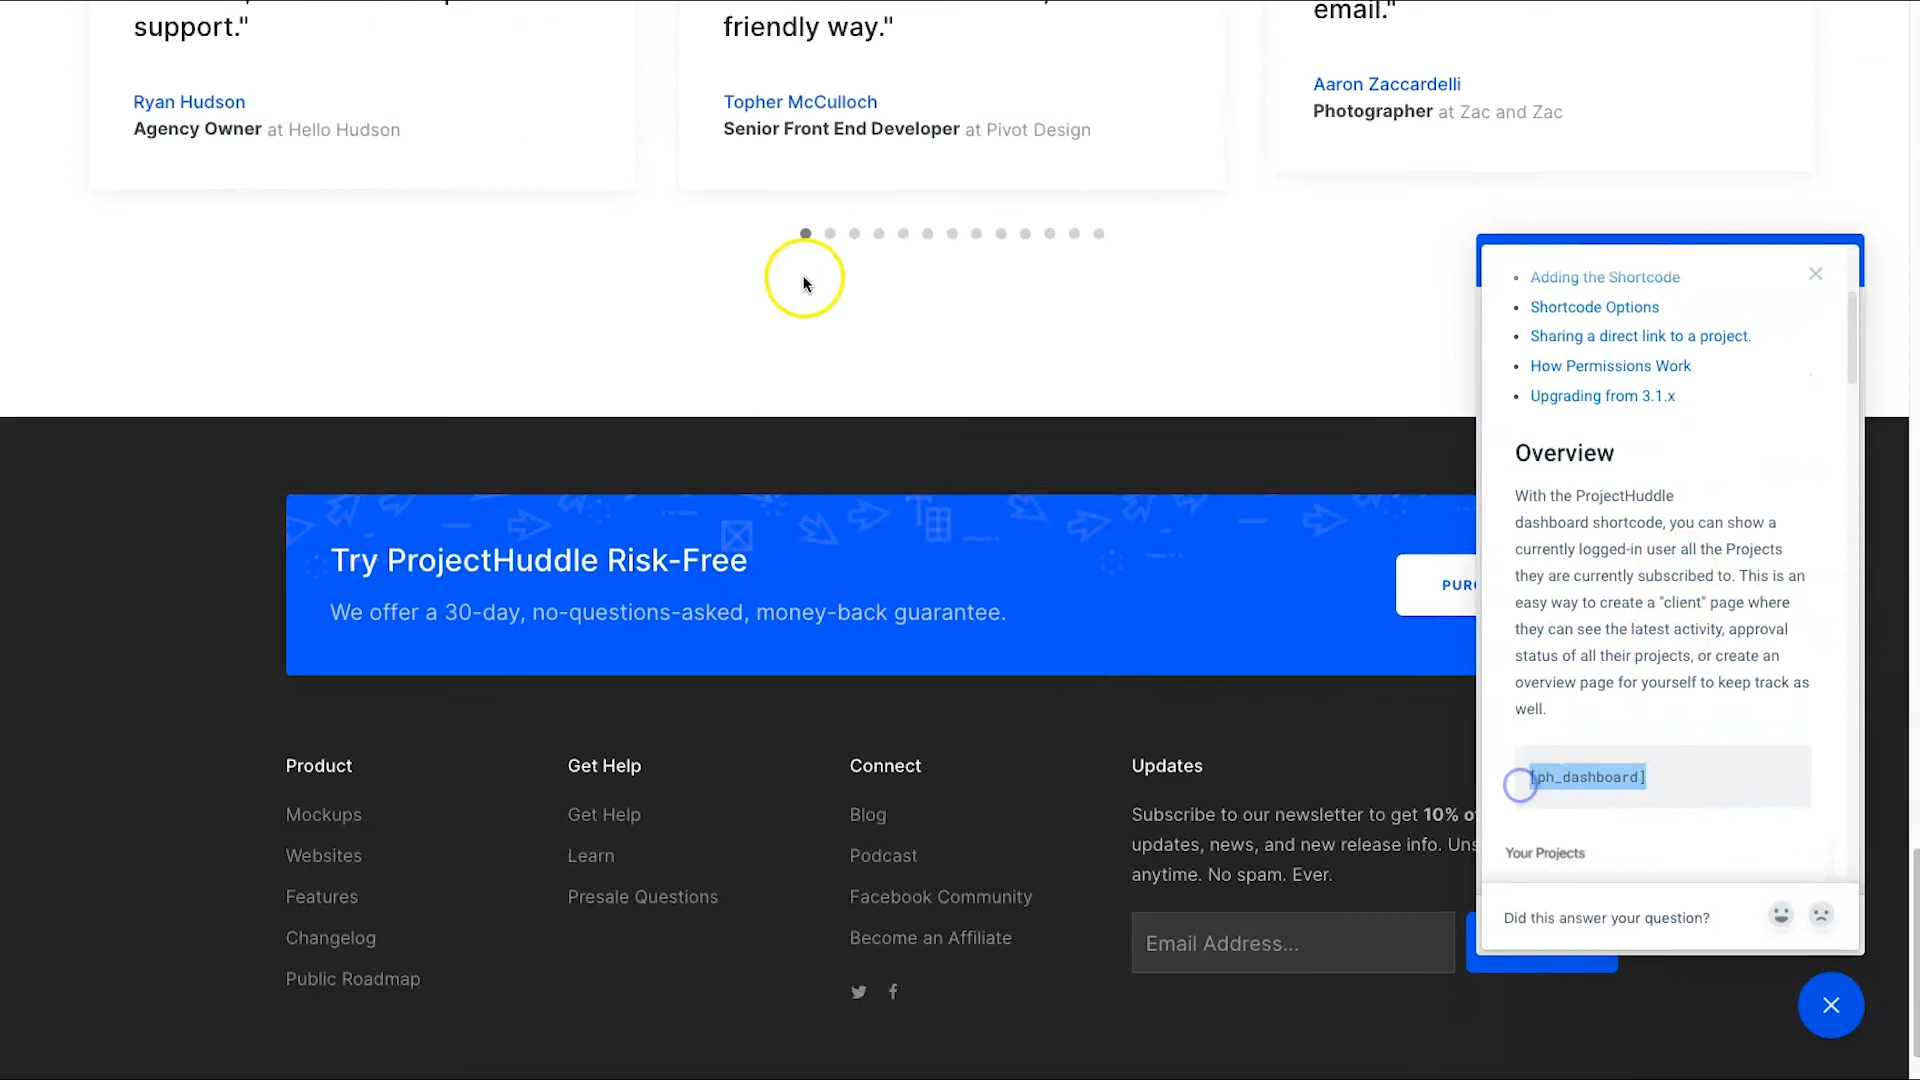 support."
friendly way."
email."
Ryan Hudson
Agency Owner at Hello Hudson
Topher McCulloch
Senior Front End Developer at Pivot Design
Aaron Zaccardelli
Photographer at Zac and Zac
Adding the Shortcode
Shortcode Options
Sharing a direct link to a project.
How Permissions Work
Upgrading from 3.1.x
Overview
With the ProjectHuddle
dashboard shortcode, you can show a
currently logged-in user all the Projects
they are currently subscribed to. This is an
easy way to create a "client" page where
they can see the latest activity, approval
status of all their projects, or create an
overview page for yourself to keep track as
well.
[ph_dashboard]
Your Projects
Did this answer your question?
Try ProjectHuddle Risk-Free
We offer a 30-day, no-questions-asked, money-back guarantee.
Product
Mockups
Websites
Features
Changelog
Public Roadmap
Get Help
Get Help
Learn
Presale Questions
Connect
Blog
Podcast
Facebook Community
Become an Affiliate
Updates
Subscribe to our newsletter to get 10%
updates, news, and new release info.
anytime. No spam. Ever.
Email Address...